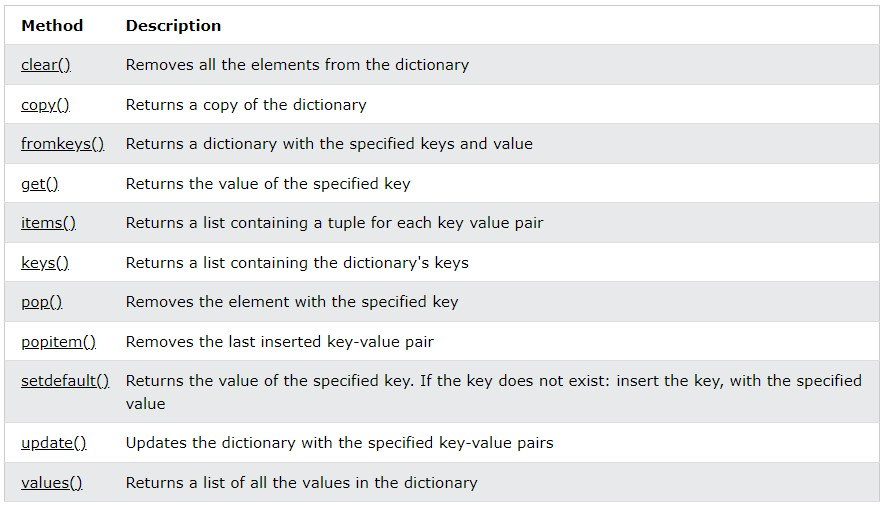 Method Description
clear() Removes all the elements from the dictionary
copy() Returns a copy of the dictionary
fromkeys() Returns a dictionary with the specified keys and value
get() Returns the value of the specified key
items() Returns a list containing a tuple for each key value pair
keys() Returns a list containing the dictionary's keys
pop() Removes the element with the specified key
popitem() Removes the last inserted key-value pair
setdefault() Returns the value of the specified key. If the key does not exist: insert the key, with the specified
value
update() Updates the dictionary with the specified key-value pairs
values() Returns a list of all the values in the dictionary